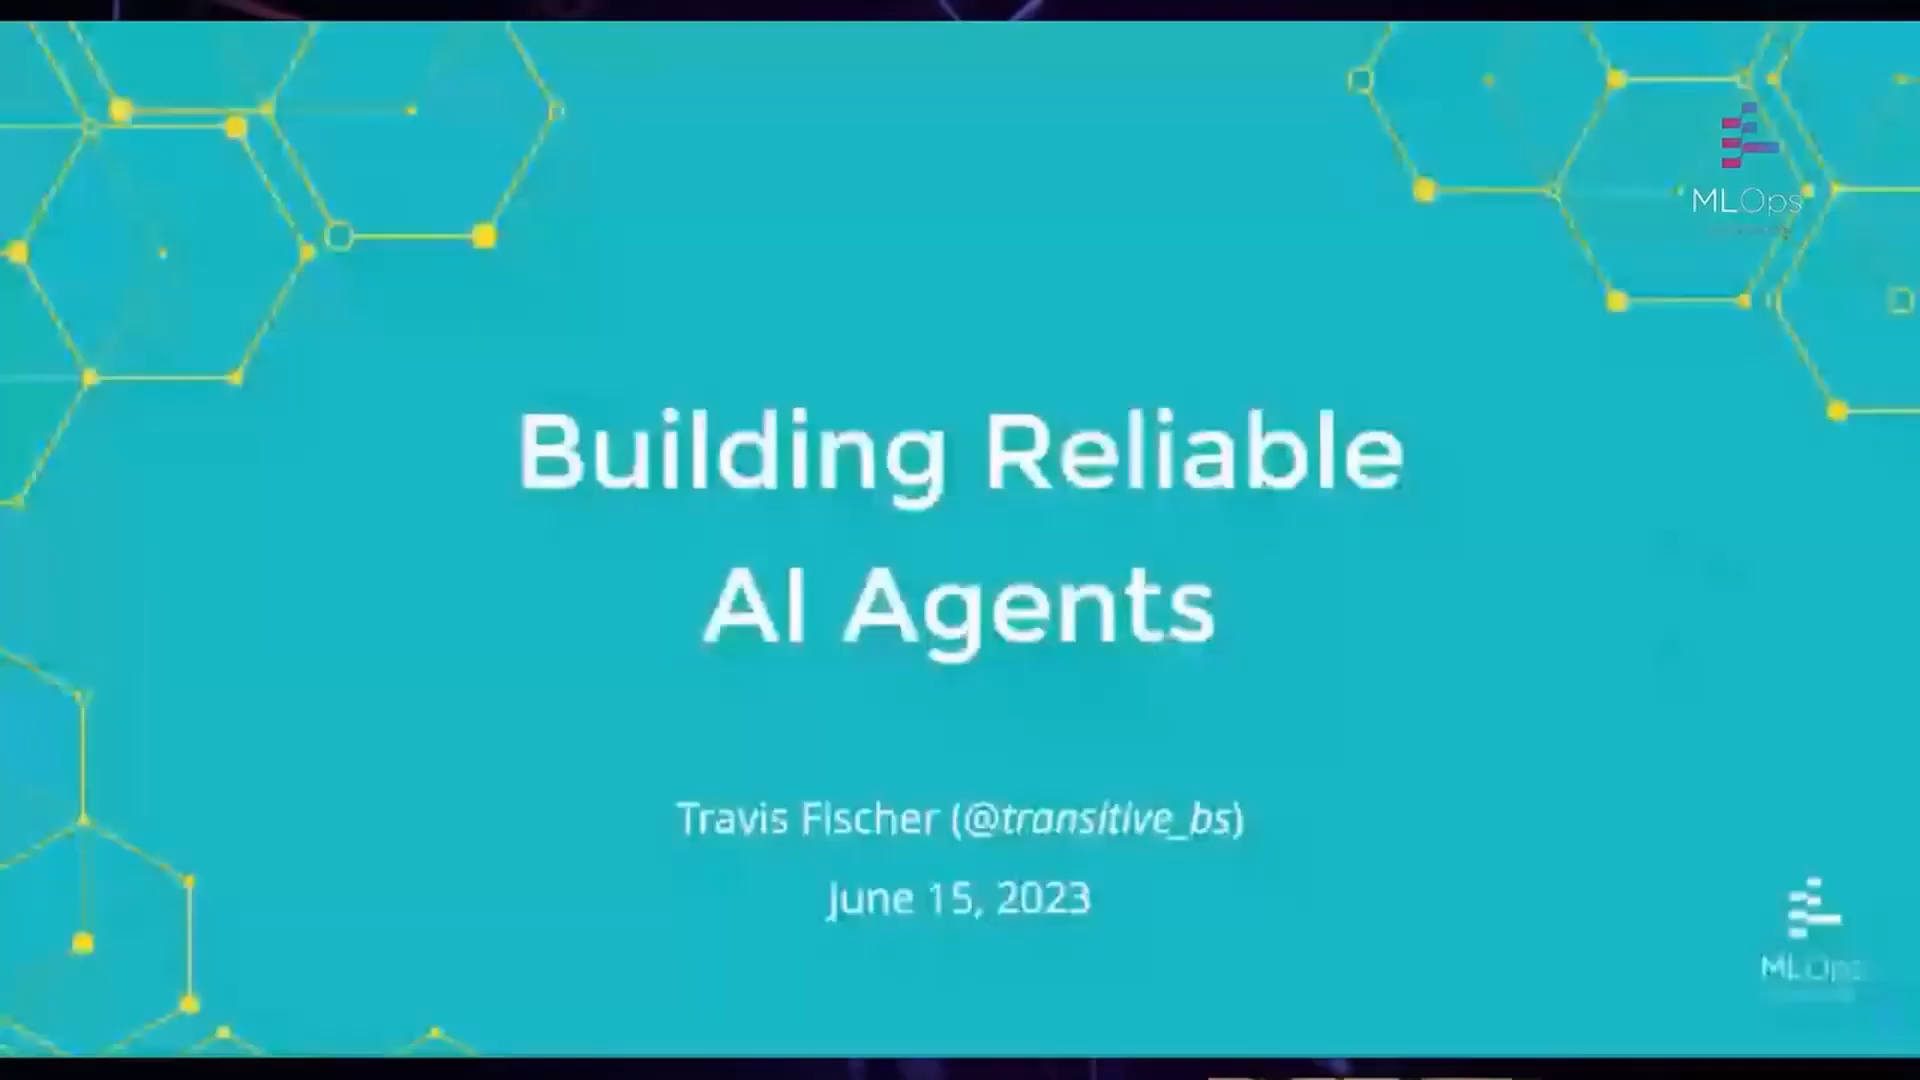 MLOps
Building Reliable
AI Agents
Travis Fischer (@transitive_bs)
June 15, 2023
MLOps